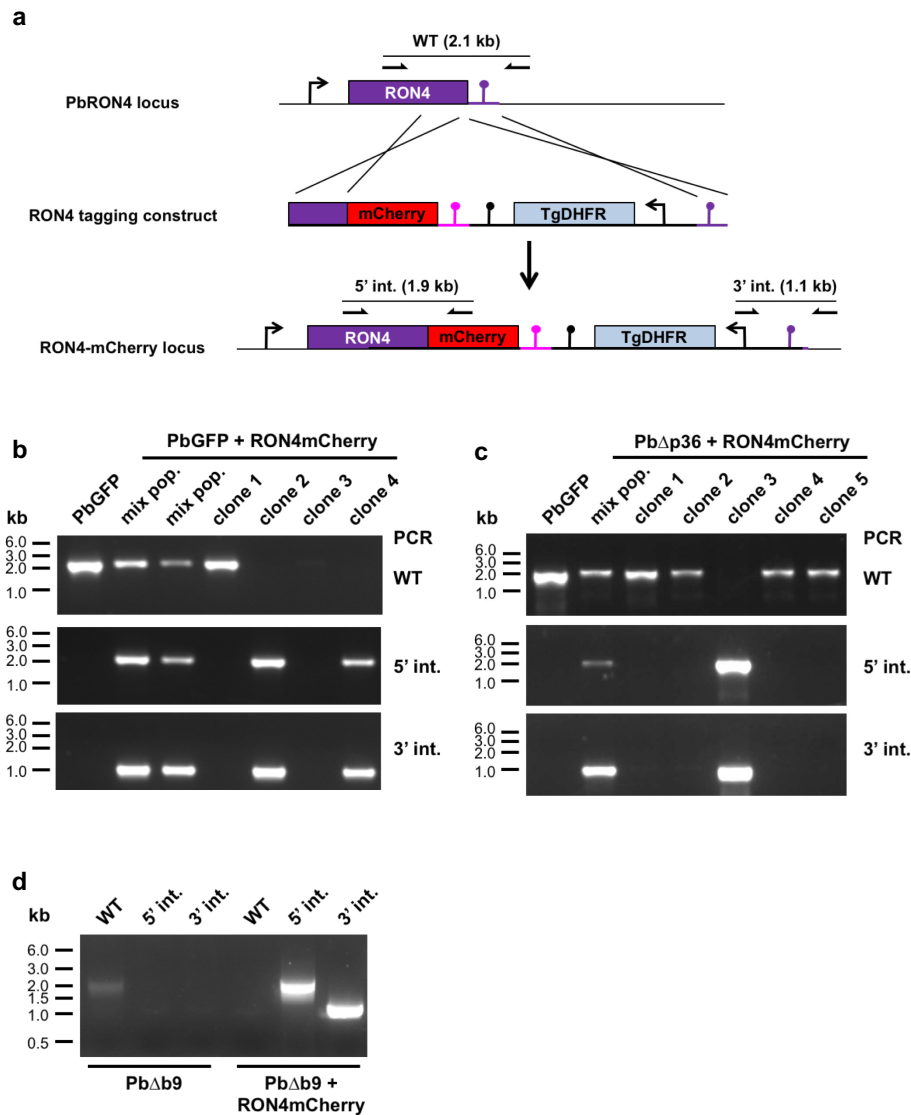 a
WT (2.1 kb)
RON4
PbRON4 locus
RON4 tagging construct
mCherry
TgDHFR
5’ int. (1.9 kb)
3’ int. (1.1 kb)
RON4-mCherry locus
RON4
mCherry
TgDHFR
b
PbGFP + RON4mCherry
kb
PbGFP
mix pop.
mix pop.
clone 1
clone 2
clone 3
clone 4
PCR
6.0
3.0
2.0
1.0
WT
6.0
3.0
2.0
1.0
5’ int.
6.0
3.0
2.0
1.0
3’ int.
c
PbΔp36 + RON4mCherry
kb
PbGFP
mix pop.
clone 1
clone 2
clone 3
clone 4
clone 5
PCR
6.0
3.0
2.0
1.0
WT
6.0
3.0
2.0
1.0
5’ int.
6.0
3.0
2.0
1.0
3’ int.
d
kb
WT
5’ int.
3’ int.
WT
5’ int.
3’ int.
6.0
3.0
2.0
1.5
1.0
0.5
PbΔb9
PbΔb9 +
RON4mCherry